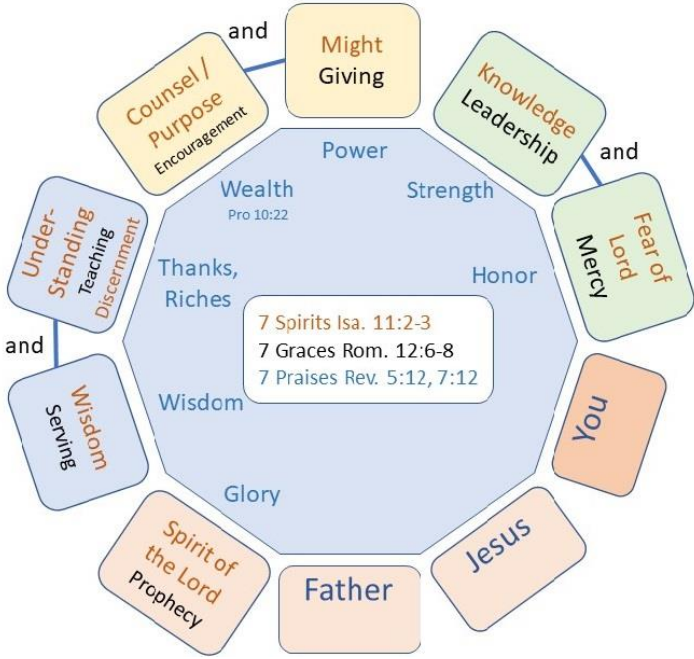 and
Might
Giving
Counsel /
Purpose
Encouragement
Knowledge
Leadership
and
Fear of
Lord
Mercy
Under-
Standing
Teaching
Discernment
and
Wisdom
Serving
Spirit of
the Lord
Prophecy
Father
Jesus
You
Power
Wealth
Pro 10:22
Strength
Thanks,
Riches
Honor
7 Spirits Isa. 11:2-3
7 Graces Rom. 12:6-8
7 Praises Rev. 5:12, 7:12
Wisdom
Glory